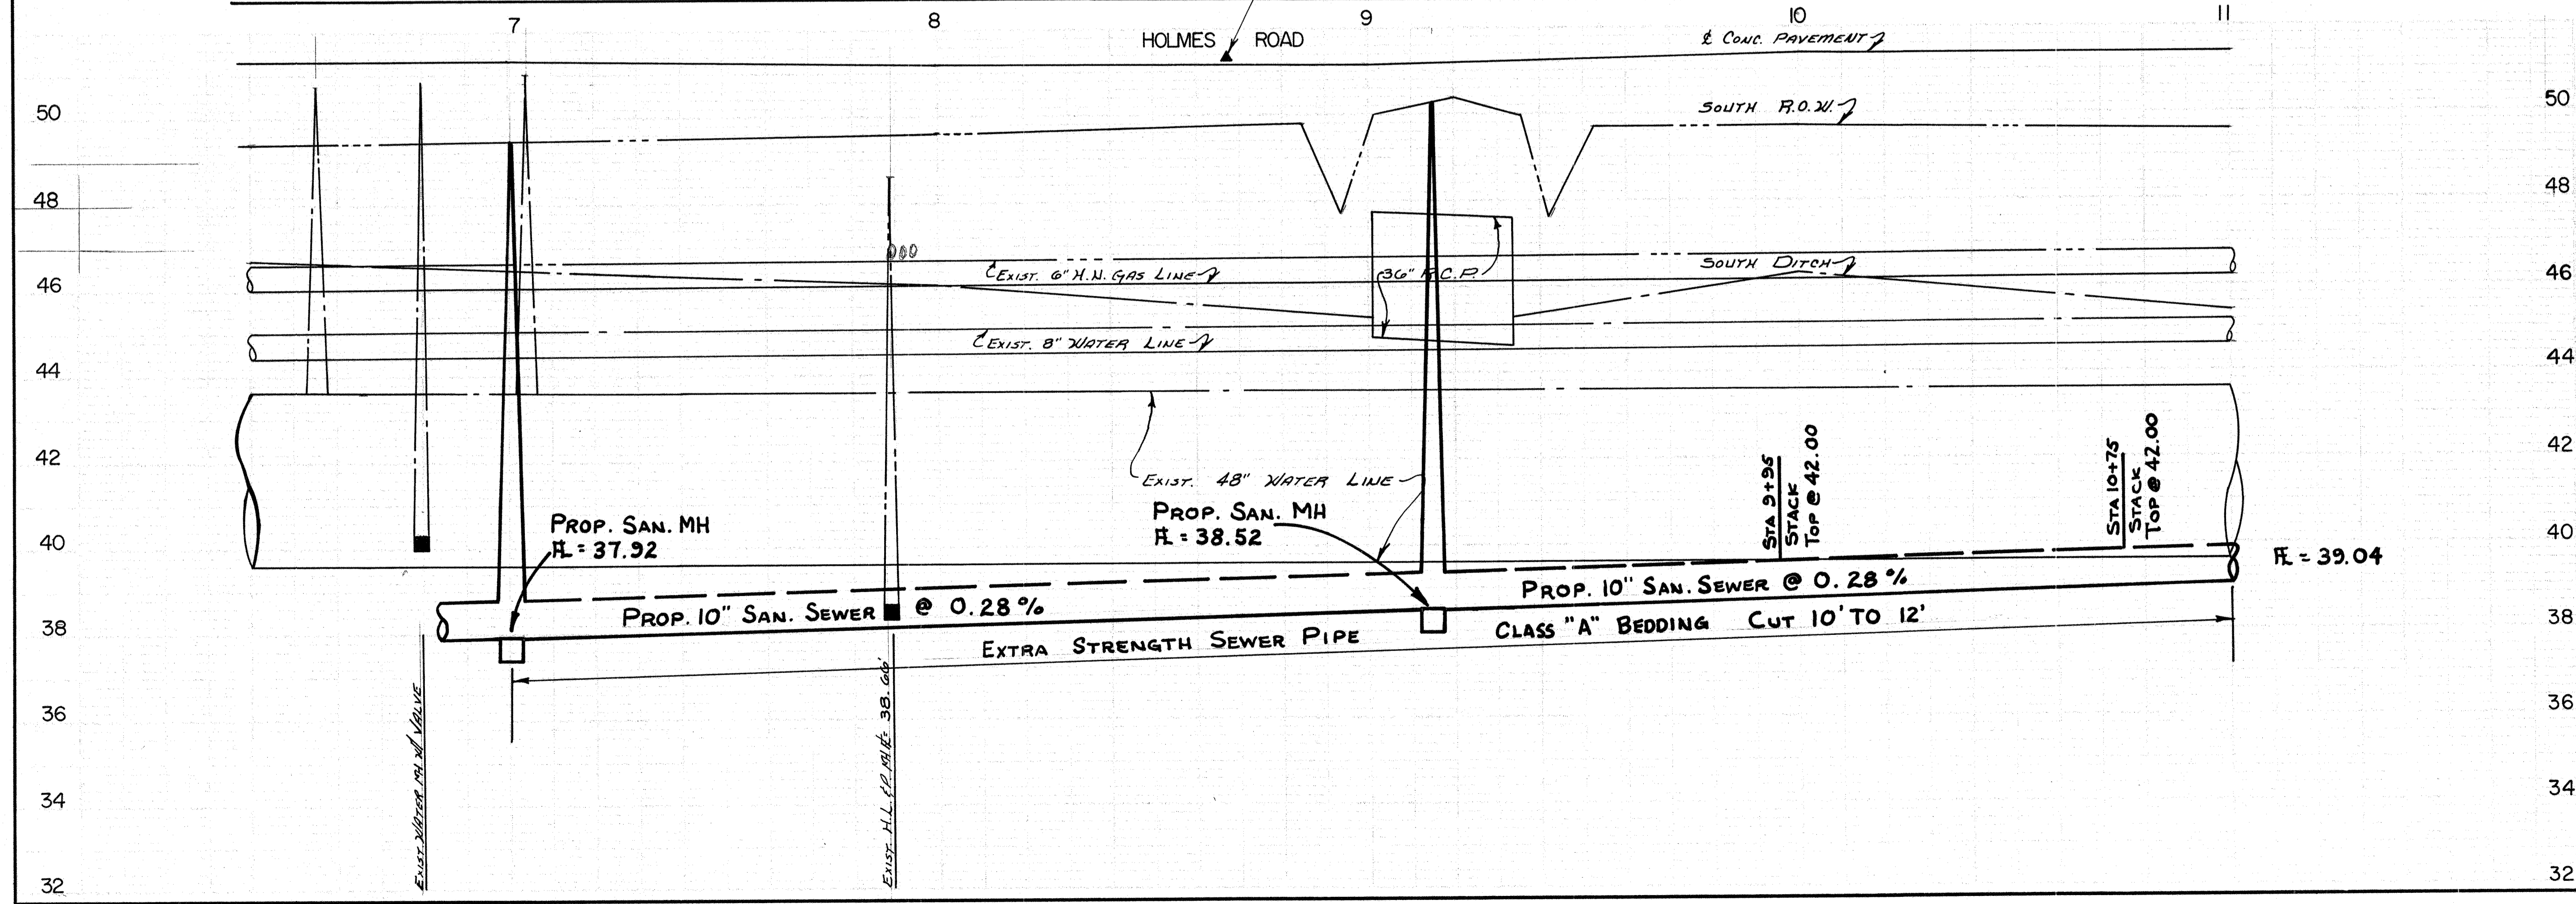 7 8 9 10 11
HOLMES ROAD
℄ CONC. PAVEMENT
50 50
SOUTH R.O.W.
48 48
EXIST. 6" H.N. GAS LINE
36" R.C.P.
SOUTH DITCH
46 46
EXIST. 8" WATER LINE
44 44
42 42
EXIST. 48" WATER LINE
STA 9+95
STACK
TOP @ 42.00
STA 10+75
STACK
TOP @ 42.00
PROP. SAN. MH
FL = 37.92
PROP. SAN. MH
FL = 38.52
40 40
FL = 39.04
PROP. 10" SAN. SEWER @ 0.28 %
PROP. 10" SAN. SEWER @ 0.28 %
38 38
EXTRA STRENGTH SEWER PIPE
CLASS "A" BEDDING CUT 10' TO 12'
EXIST. WATER MH W/ VALVE
EXIST. H.L. & P. MH FL = 38.66'
36 36
34 34
32 32